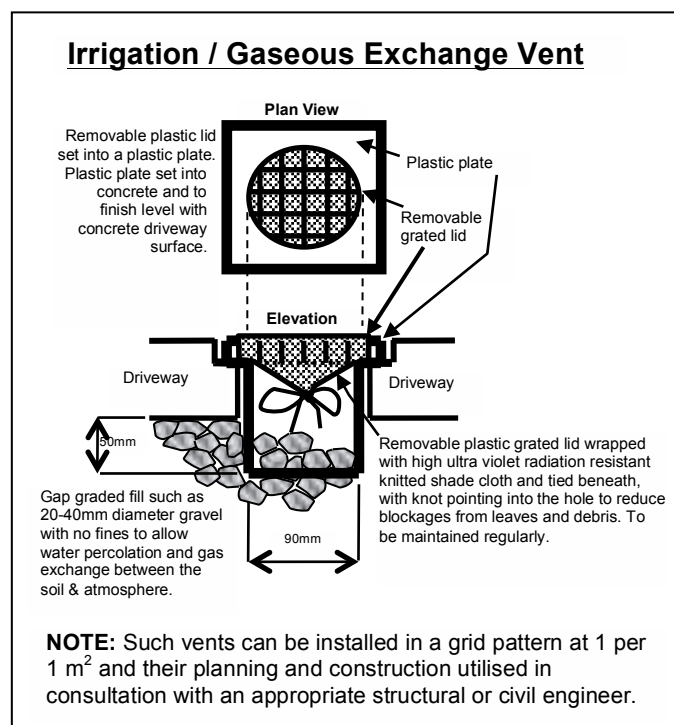 Irrigation / Gaseous Exchange Vent
Plan View
Removable plastic lid
set into a plastic plate.
Plastic plate set into
concrete and to
finish level with
concrete driveway
surface.
Plastic plate
Removable
grated lid
Elevation
Driveway
Driveway
50mm
Removable plastic grated lid wrapped
with high ultra violet radiation resistant
knitted shade cloth and tied beneath,
with knot pointing into the hole to reduce
blockages from leaves and debris. To
be maintained regularly.
Gap graded fill such as
20-40mm diameter gravel
with no fines to allow
water percolation and gas
exchange between the
soil & atmosphere.
90mm
NOTE: Such vents can be installed in a grid pattern at 1 per
1 m² and their planning and construction utilised in
consultation with an appropriate structural or civil engineer.